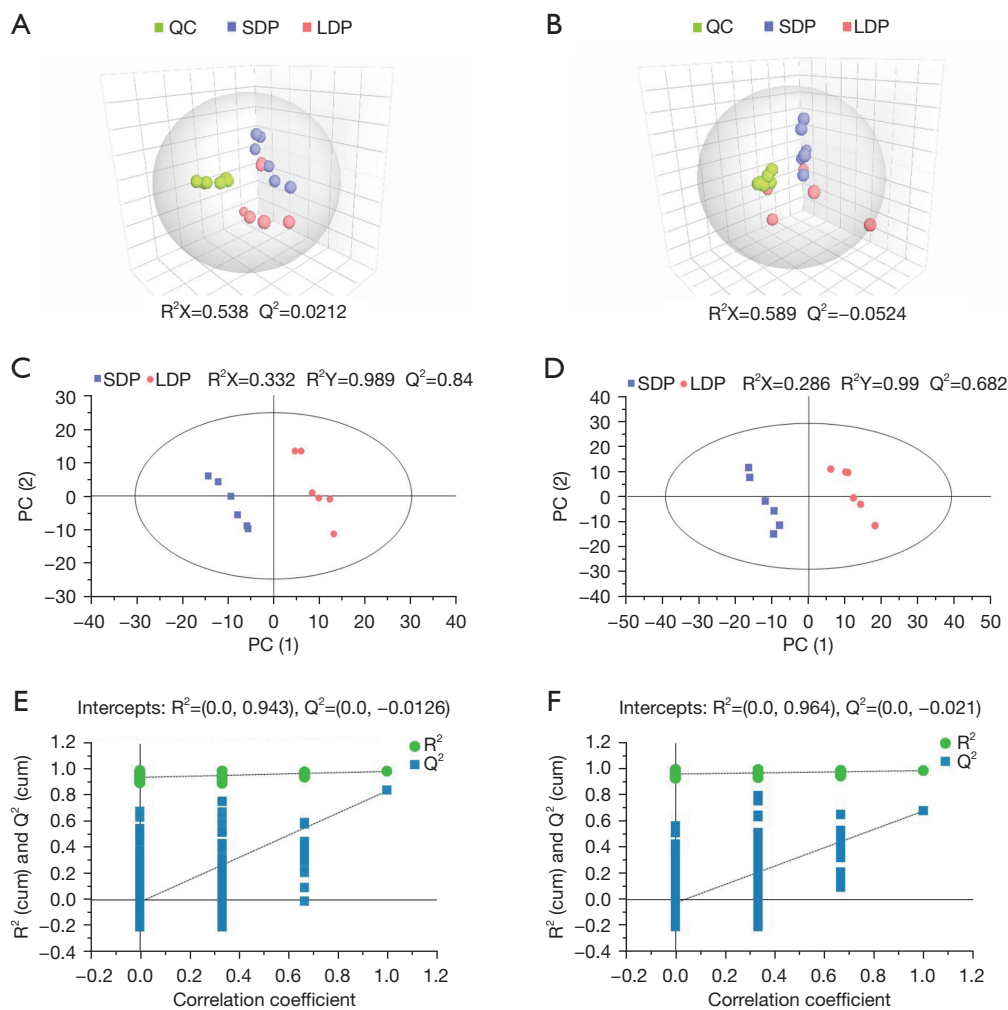 A
QC SDP LDP
R²X=0.538 Q²=0.0212
B
QC SDP LDP
R²X=0.589 Q²=−0.0524
C
SDP LDP R²X=0.332 R²Y=0.989 Q²=0.84
30
20
10
0
−10
−20
−30
PC (2)
−40 −30 −20 −10 0 10 20 30 40
PC (1)
D
SDP LDP R²X=0.286 R²Y=0.99 Q²=0.682
40
30
20
10
0
−10
−20
−30
−40
PC (2)
−50 −40 −30 −20 −10 0 10 20 30 40 50
PC (1)
E
Intercepts: R²=(0.0, 0.943), Q²=(0.0, −0.0126)
R²
Q²
1.2
1.0
0.8
0.6
0.4
0.2
0.0
−0.2
−0.4
R² (cum) and Q² (cum)
−0.2 0.0 0.2 0.4 0.6 0.8 1.0 1.2
Correlation coefficient
F
Intercepts: R²=(0.0, 0.964), Q²=(0.0, −0.021)
R²
Q²
1.2
1.0
0.8
0.6
0.4
0.2
0.0
−0.2
−0.4
R² (cum) and Q² (cum)
−0.2 0.0 0.2 0.4 0.6 0.8 1.0 1.2
Correlation coefficient